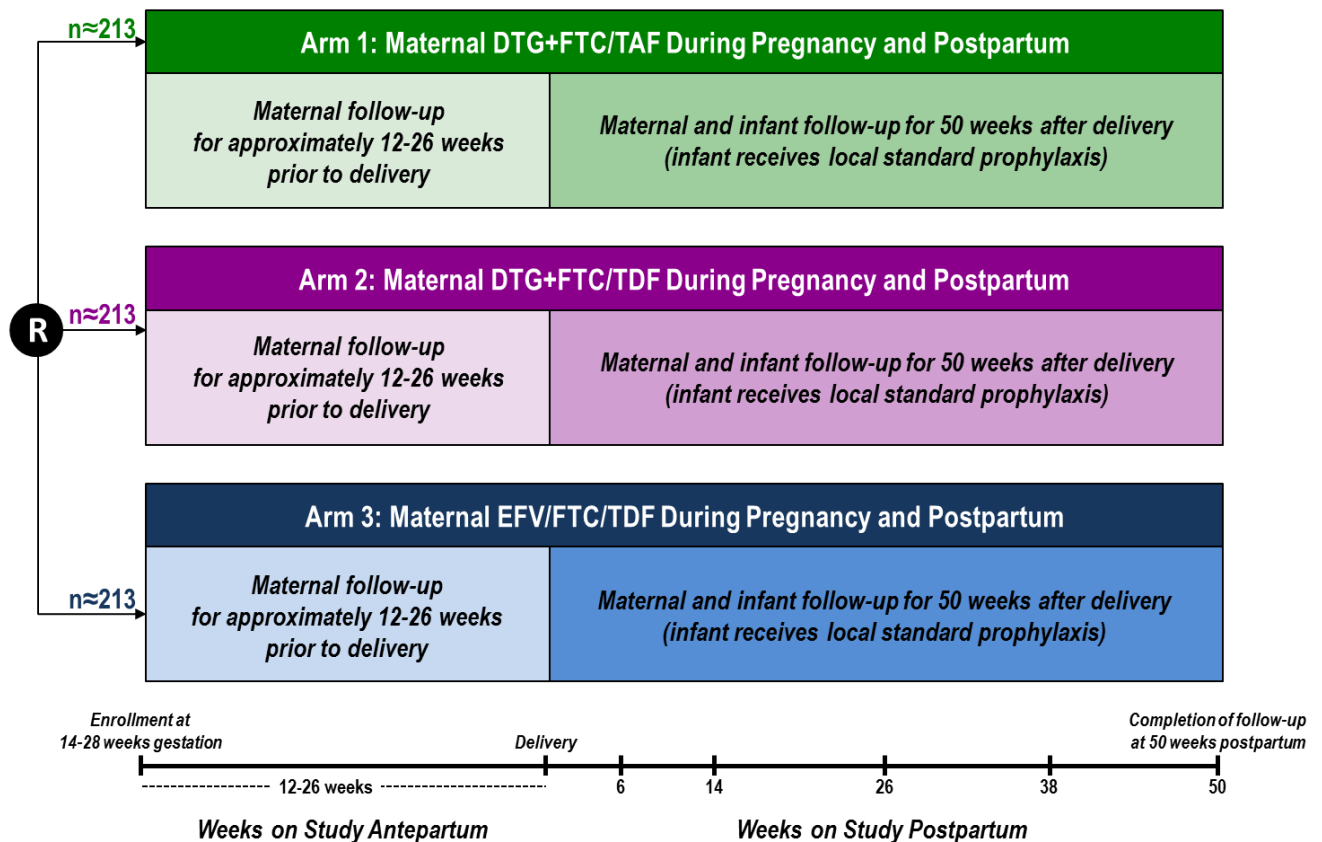 n≈213
Arm 1: Maternal DTG+FTC/TAF During Pregnancy and Postpartum
Maternal follow-up
for approximately 12-26 weeks
prior to delivery
Maternal and infant follow-up for 50 weeks after delivery
(infant receives local standard prophylaxis)
R
n≈213
Arm 2: Maternal DTG+FTC/TDF During Pregnancy and Postpartum
Maternal follow-up
for approximately 12-26 weeks
prior to delivery
Maternal and infant follow-up for 50 weeks after delivery
(infant receives local standard prophylaxis)
n≈213
Arm 3: Maternal EFV/FTC/TDF During Pregnancy and Postpartum
Maternal follow-up
for approximately 12-26 weeks
prior to delivery
Maternal and infant follow-up for 50 weeks after delivery
(infant receives local standard prophylaxis)
Enrollment at
14-28 weeks gestation
Delivery
Completion of follow-up
at 50 weeks postpartum
12-26 weeks
6
14
26
38
50
Weeks on Study Antepartum
Weeks on Study Postpartum